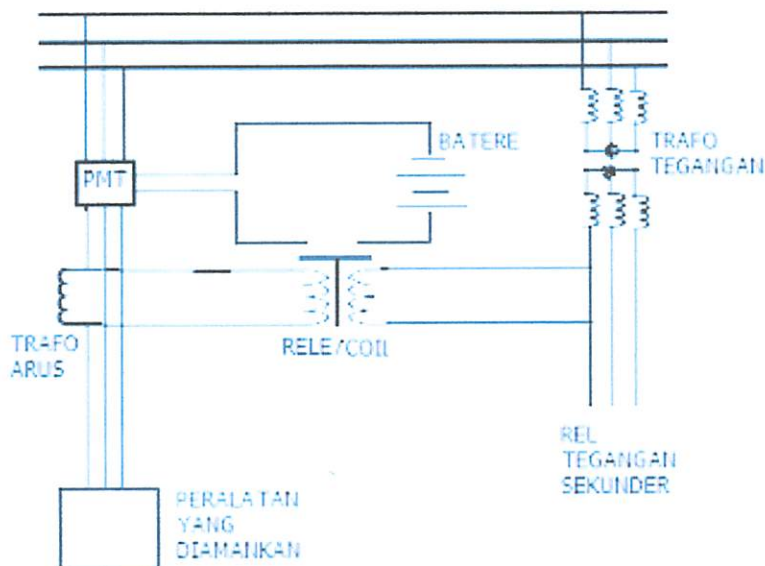 BATERE
TRAFO
TEGANGAN
PMT
TRAFO
ARUS
RELE/COIL
REL
TEGANGAN
SEKUNDER
PERALATAN
YANG
DIAMANKAN